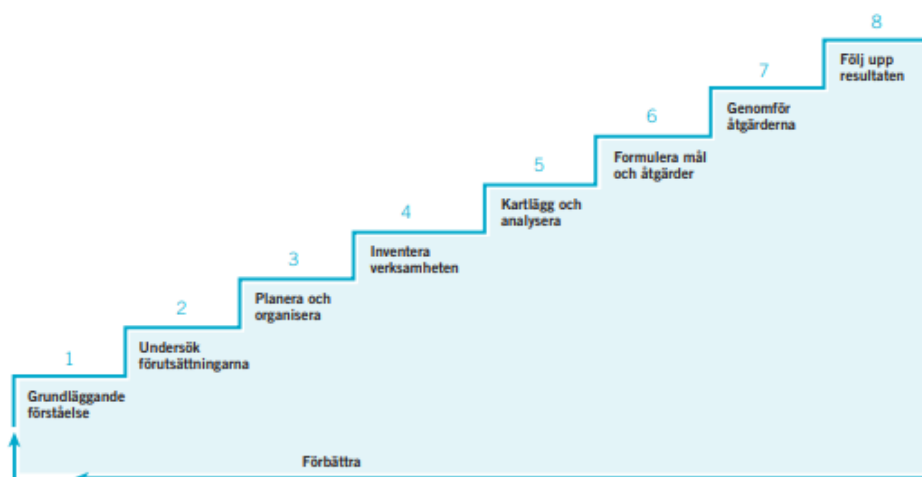 1
Grundläggande
förståelse
2
Undersök
förutsättningarna
3
Planera och
organisera
4
Inventera
verksamheten
5
Kartlägg och
analysera
6
Formulera mål
och åtgärder
7
Genomför
åtgärderna
8
Följ upp
resultaten
Förbättra